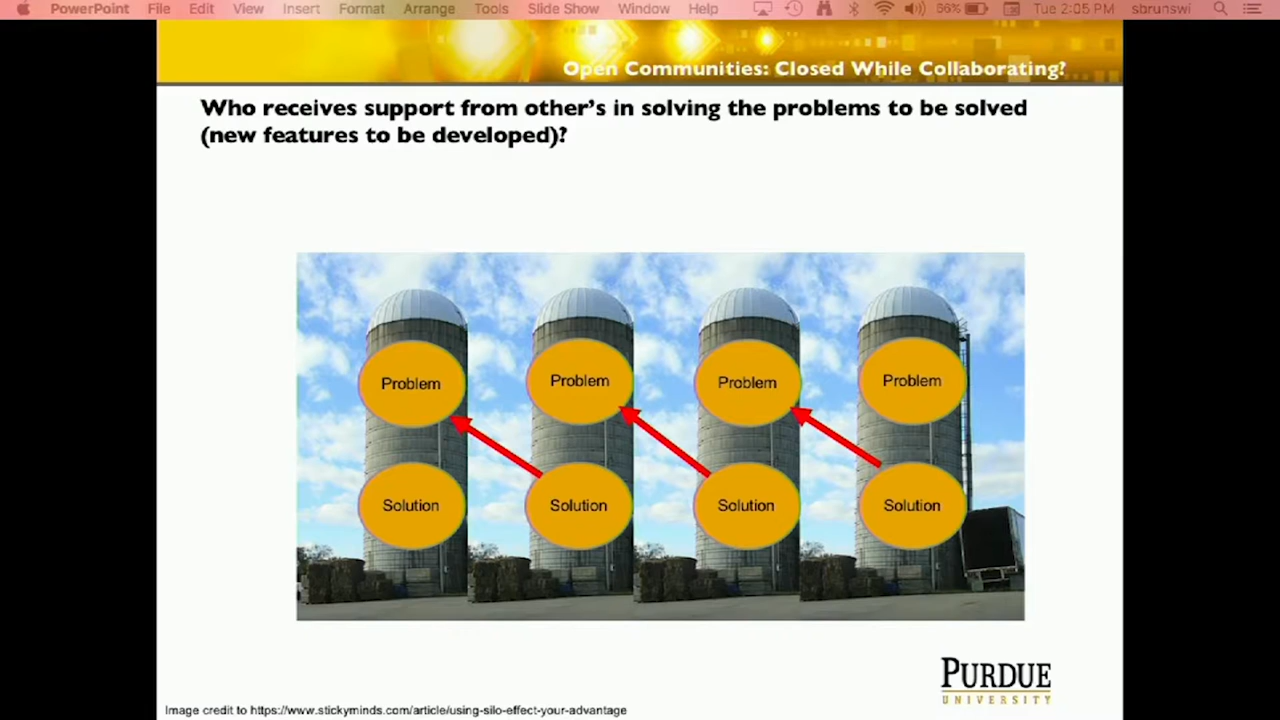 PowerPoint File Edit View Insert Format Arrange Tools Slide Show Window Help 66% Tue 2:05 PM sbrunswi
Open Communities: Closed While Collaborating?
Who receives support from other's in solving the problems to be solved
(new features to be developed)?
Problem Problem Problem Problem
Solution Solution Solution Solution
PURDUE
UNIVERSITY
Image credit to https://www.stickyminds.com/article/using-silo-effect-your-advantage